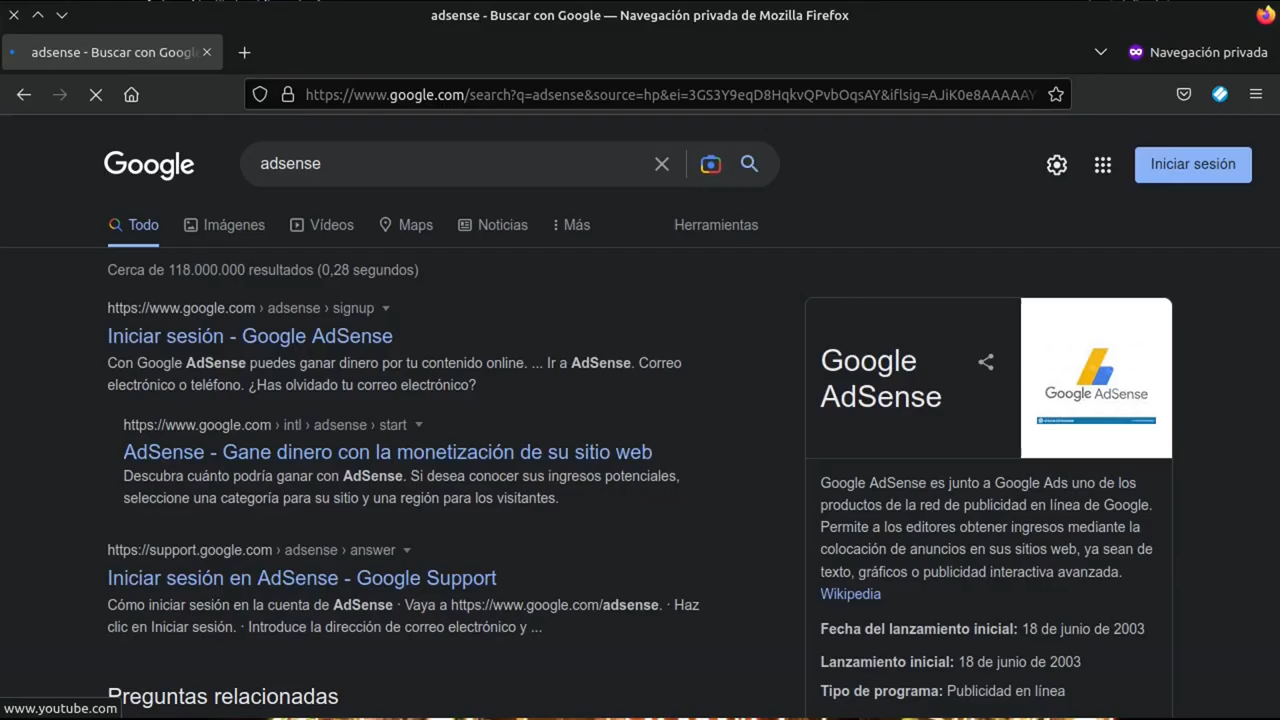 adsense - Buscar con Google — Navegación privada de Mozilla Firefox
adsense - Buscar con Googl
Navegación privada
https://www.google.com/search?q=adsense&source=hp&ei=3GS3Y9eqD8HqkvQPvbOqsAY&iflsig=AJiK0e8AAAAAY
Google
adsense
Iniciar sesión
Todo
Imágenes
Vídeos
Maps
Noticias
Más
Herramientas
Cerca de 118.000.000 resultados (0,28 segundos)
https://www.google.com › adsense › signup
Iniciar sesión - Google AdSense
Con Google AdSense puedes ganar dinero por tu contenido online. ... Ir a AdSense. Correo
electrónico o teléfono. ¿Has olvidado tu correo electrónico?
https://www.google.com › intl › adsense › start
AdSense - Gane dinero con la monetización de su sitio web
Descubra cuánto podría ganar con AdSense. Si desea conocer sus ingresos potenciales,
seleccione una categoría para su sitio y una región para los visitantes.
https://support.google.com › adsense › answer
Iniciar sesión en AdSense - Google Support
Cómo iniciar sesión en la cuenta de AdSense · Vaya a https://www.google.com/adsense. · Haz
clic en Iniciar sesión. · Introduce la dirección de correo electrónico y ...
Preguntas relacionadas
www.youtube.com
Google
AdSense
Google AdSense
Google AdSense es junto a Google Ads uno de los
productos de la red de publicidad en línea de Google.
Permite a los editores obtener ingresos mediante la
colocación de anuncios en sus sitios web, ya sean de
texto, gráficos o publicidad interactiva avanzada.
Wikipedia
Fecha del lanzamiento inicial: 18 de junio de 2003
Lanzamiento inicial: 18 de junio de 2003
Tipo de programa: Publicidad en línea